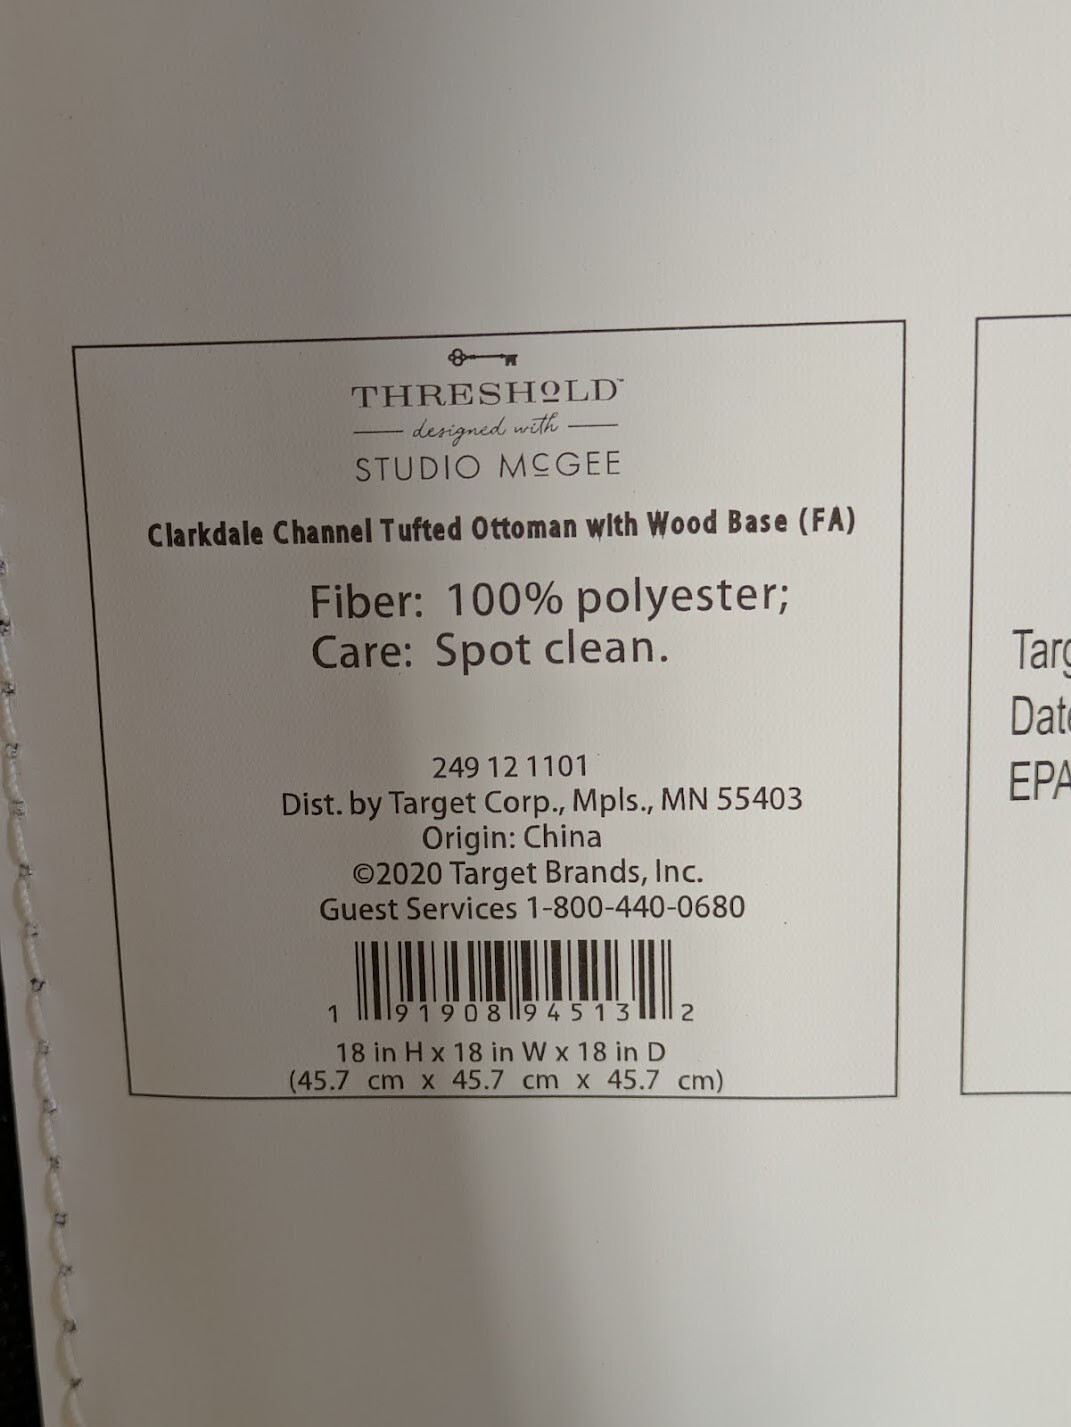 THRESHOLD™
designed with
STUDIO MCGEE
Clarkdale Channel Tufted Ottoman with Wood Base (FA)
Fiber: 100% polyester;
Care: Spot clean.
249 12 1101
Dist. by Target Corp., Mpls., MN 55403
Origin: China
©2020 Target Brands, Inc.
Guest Services 1-800-440-0680
1 91908 94513 2
18 in H x 18 in W x 18 in D
(45.7 cm x 45.7 cm x 45.7 cm)
EPA